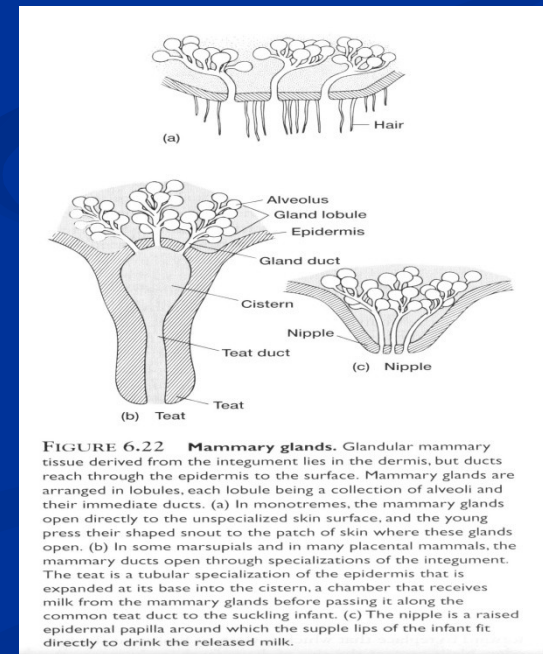 Hair
(a)
Alveolus
Gland lobule
Epidermis
Gland duct
Cistern
Nipple
Teat duct
(c) Nipple
Teat
(b) Teat
FIGURE 6.22 Mammary glands. Glandular mammary
tissue derived from the integument lies in the dermis, but ducts
reach through the epidermis to the surface. Mammary glands are
arranged in lobules, each lobule being a collection of alveoli and
their immediate ducts. (a) In monotremes, the mammary glands
open directly to the unspecialized skin surface, and the young
press their shaped snout to the patch of skin where these glands
open. (b) In some marsupials and in many placental mammals, the
mammary ducts open through specializations of the integument.
The teat is a tubular specialization of the epidermis that is
expanded at its base into the cistern, a chamber that receives
milk from the mammary glands before passing it along the
common teat duct to the suckling infant. (c) The nipple is a raised
epidermal papilla around which the supple lips of the infant fit
directly to drink the released milk.